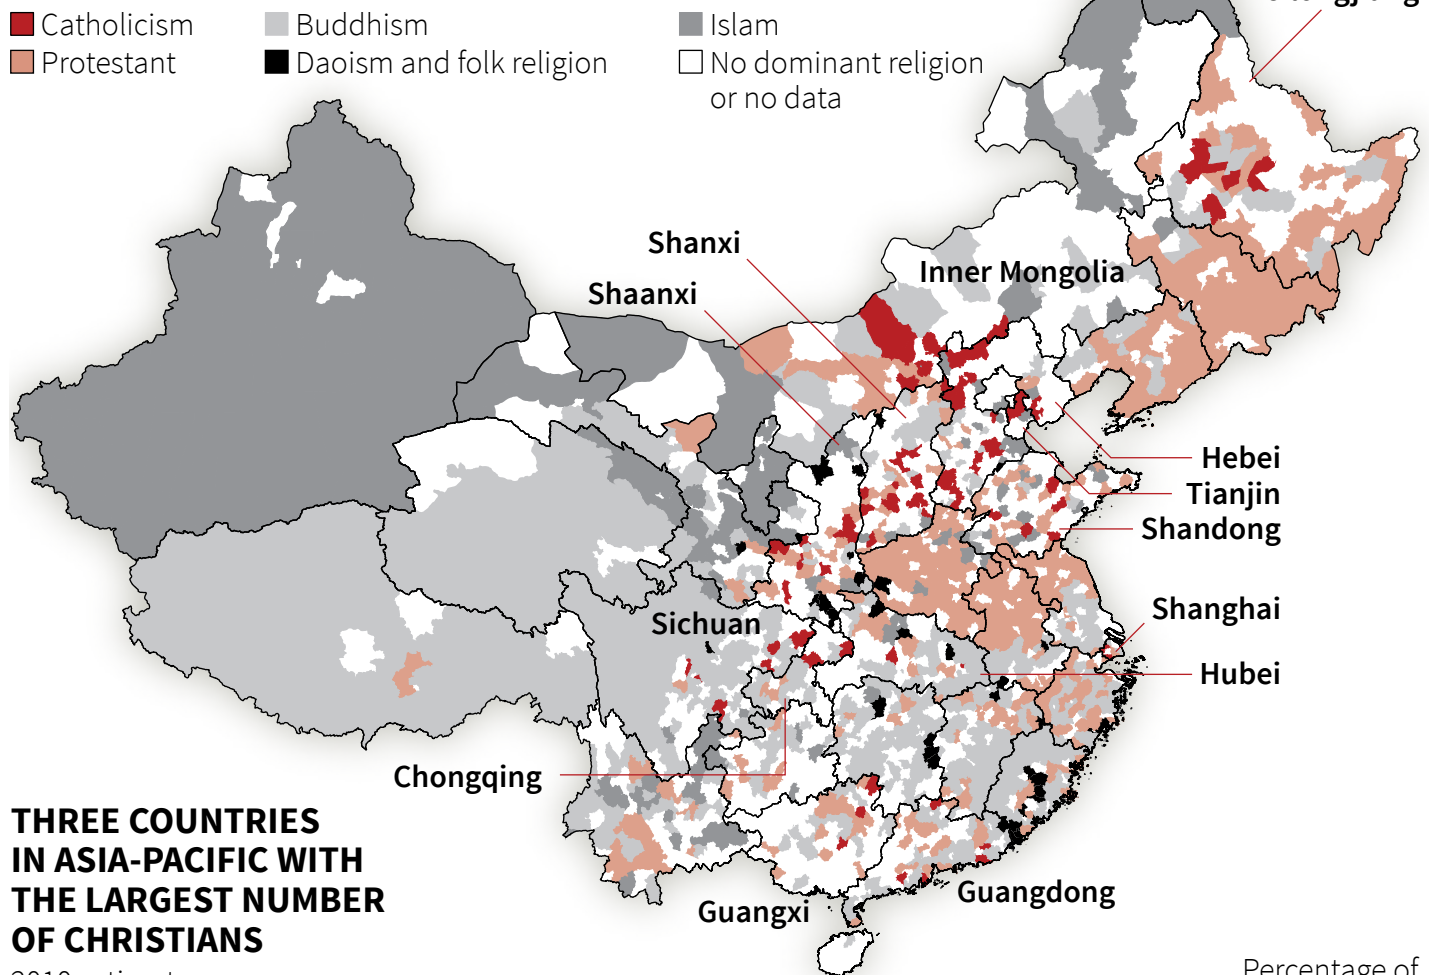 Catholicism
Buddhism
Islam
Protestant
Daoism and folk religion
No dominant religion
or no data
Shanxi
Shaanxi
Inner Mongolia
Hebei
Tianjin
Shandong
Shanghai
Sichuan
Hubei
Chongqing
Guangxi
Guangdong
THREE COUNTRIES
IN ASIA-PACIFIC WITH
THE LARGEST NUMBER
OF CHRISTIANS
Percentage of